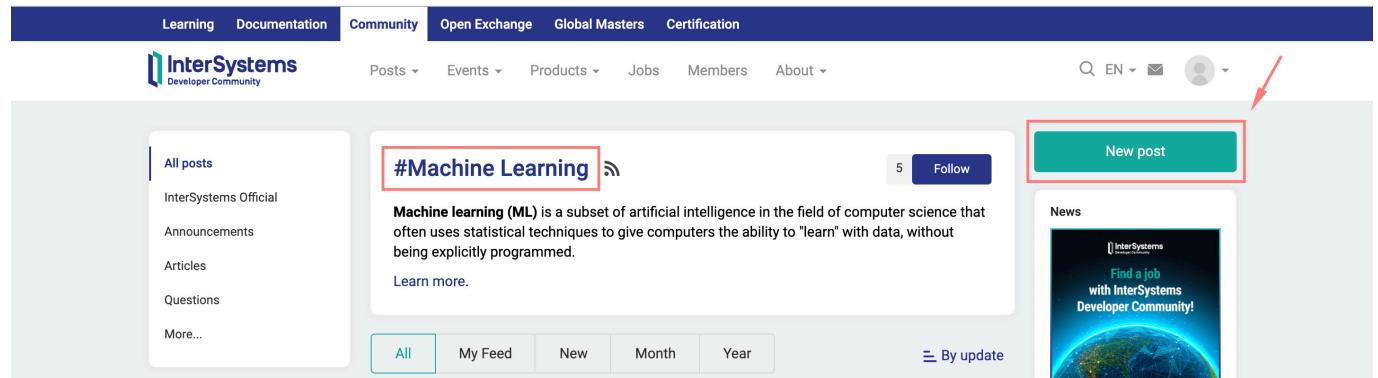 Learning Documentation Community Open Exchange Global Masters Certification
InterSystems
Developer Community
Posts Events Products Jobs Members About
EN
All posts
InterSystems Official
Announcements
Articles
Questions
More...
#Machine Learning
5 Follow
Machine learning (ML) is a subset of artificial intelligence in the field of computer science that
often uses statistical techniques to give computers the ability to "learn" with data, without
being explicitly programmed.
Learn more.
All My Feed New Month Year
By update
New post
News
InterSystems
Developer Community
Find a job
with InterSystems
Developer Community!